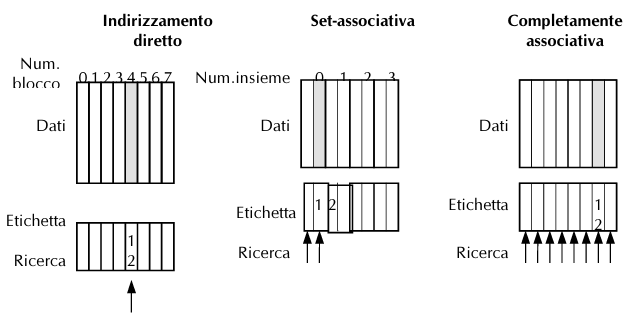 Indirizzamento
diretto
Num.
blocco
0 1 2 3 4 5 6 7
Dati
Etichetta
1
2
Ricerca
Set-associativa
Num.insieme
0 1 2 3
Dati
Etichetta
1 2
Ricerca
Completamente
associativa
Dati
Etichetta
1
2
Ricerca